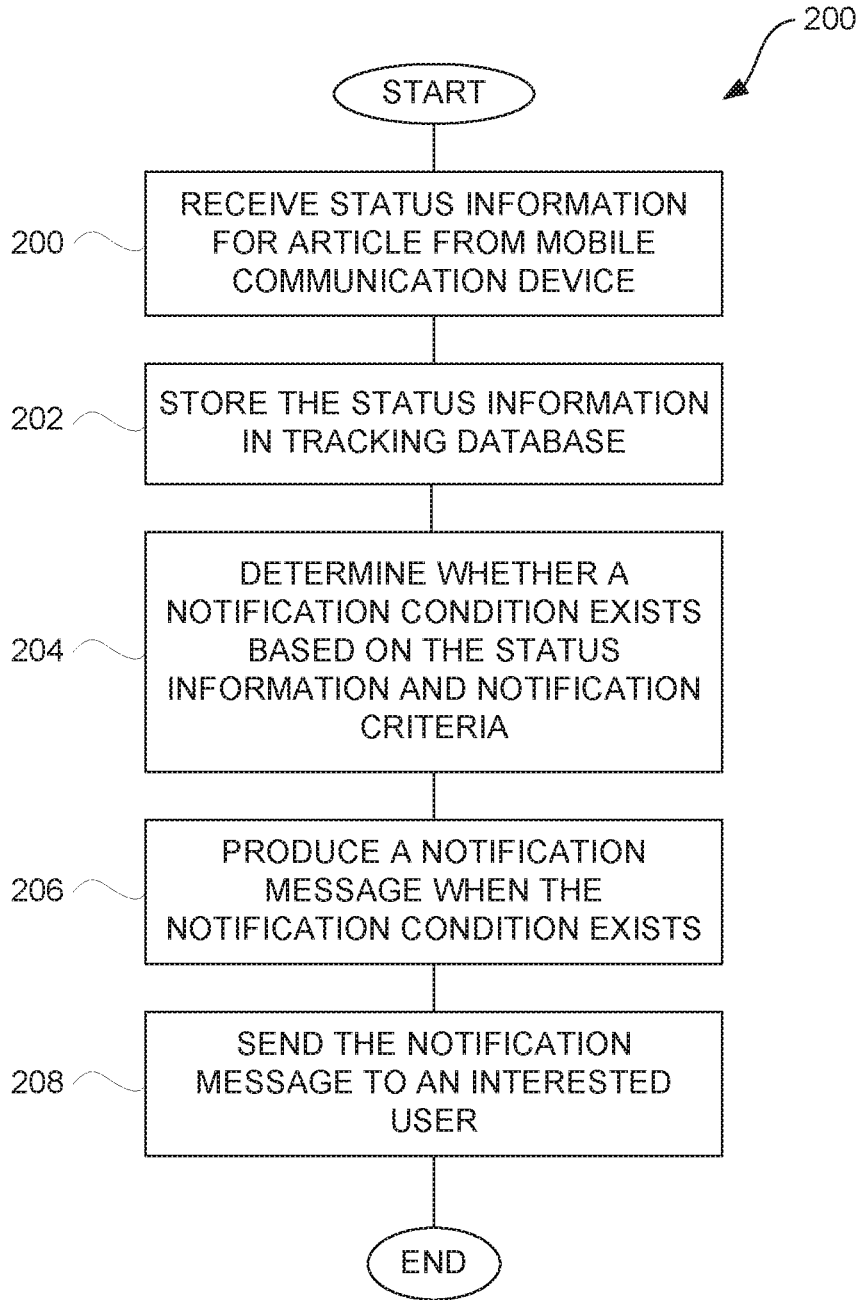 200
START
200
RECEIVE STATUS INFORMATION
FOR ARTICLE FROM MOBILE
COMMUNICATION DEVICE
202
STORE THE STATUS INFORMATION
IN TRACKING DATABASE
204
DETERMINE WHETHER A
NOTIFICATION CONDITION EXISTS
BASED ON THE STATUS
INFORMATION AND NOTIFICATION
CRITERIA
206
PRODUCE A NOTIFICATION
MESSAGE WHEN THE
NOTIFICATION CONDITION EXISTS
208
SEND THE NOTIFICATION
MESSAGE TO AN INTERESTED
USER
END